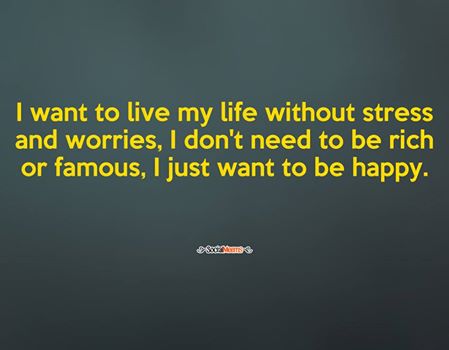 I want to live my life without stress
and worries, I don't need to be rich
or famous, I just want to be happy.
SocialMeems